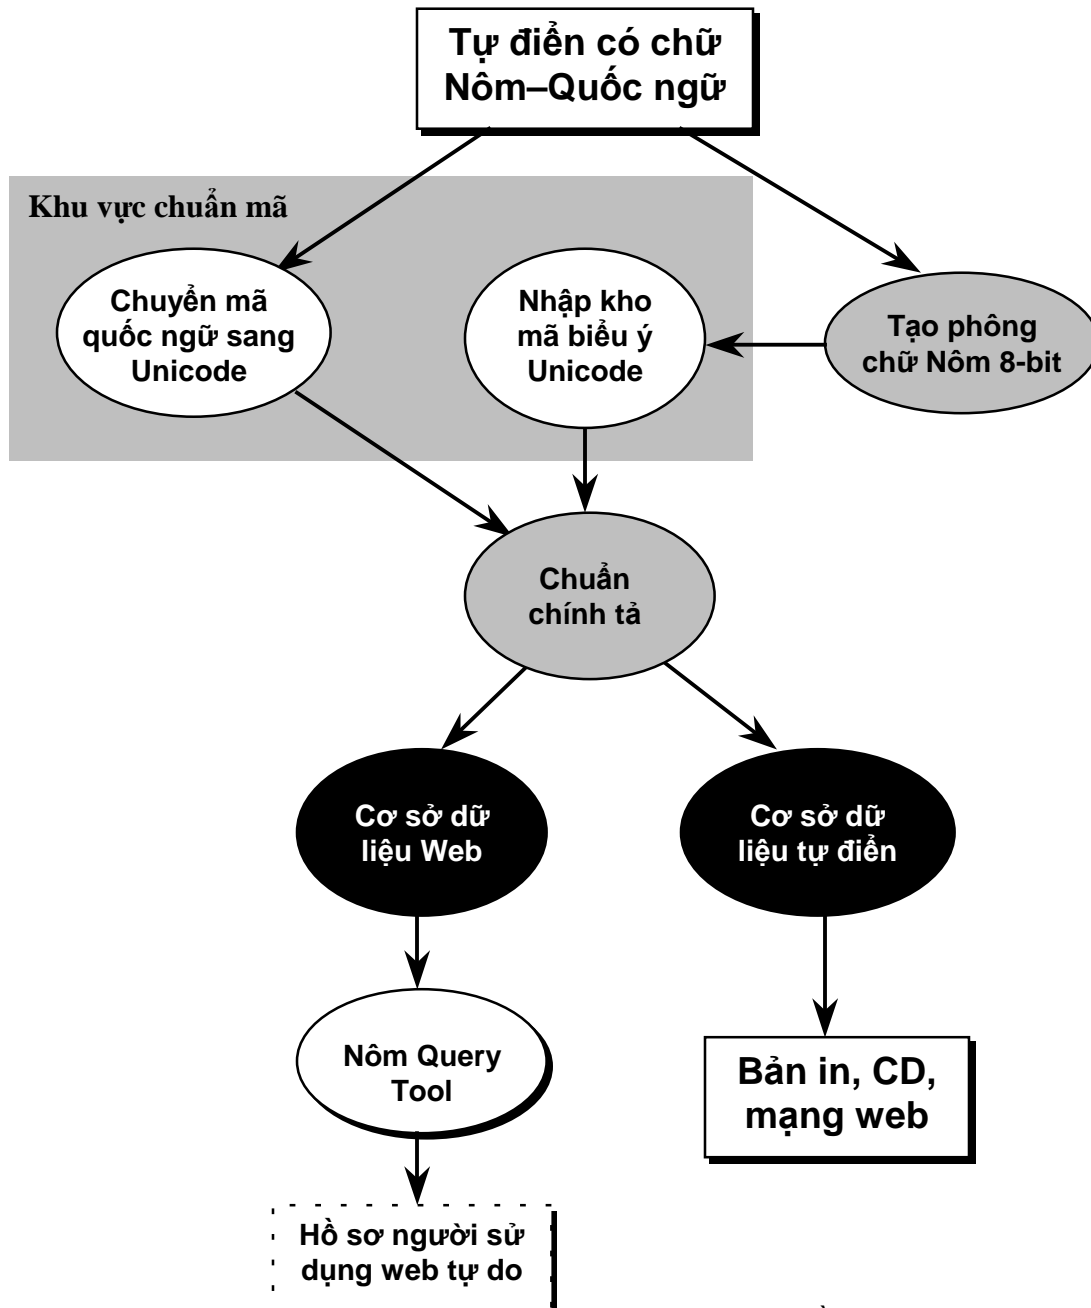 Tự điển có chữ
Nôm–Quốc ngữ
Khu vực chuẩn mã
Chuyển mã
quốc ngữ sang
Unicode
Nhập kho
mã biểu ý
Unicode
Tạo phông
chữ Nôm 8-bit
Chuẩn
chính tả
Cơ sở dữ
liệu Web
Cơ sở dữ
liệu tự điển
Nôm Query
Tool
Bản in, CD,
mạng web
Hồ sơ người sử
dụng web tự do